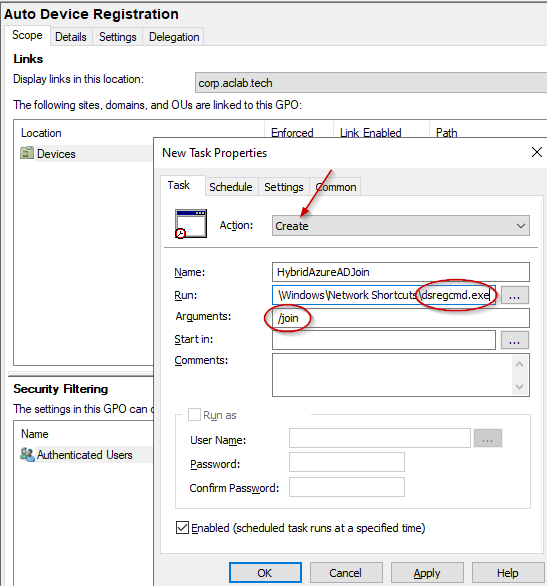 Auto Device Registration
Scope Details Settings Delegation
Links
Display links in this location: corp.aclab.tech
The following sites, domains, and OUs are linked to this GPO:
Location Enforced Link Enabled Path
Devices
New Task Properties
Task Schedule Settings Common
Action: Create
Name: HybridAzureADJoin
Run: \Windows\Network Shortcuts\dsregcmd.exe ...
Arguments: /join
Start in: ...
Comments:
Security Filtering
The settings in this GPO can
Name
Authenticated Users
Run as
User Name: ...
Password:
Confirm Password:
Enabled (scheduled task runs at a specified time)
OK Cancel Apply Help